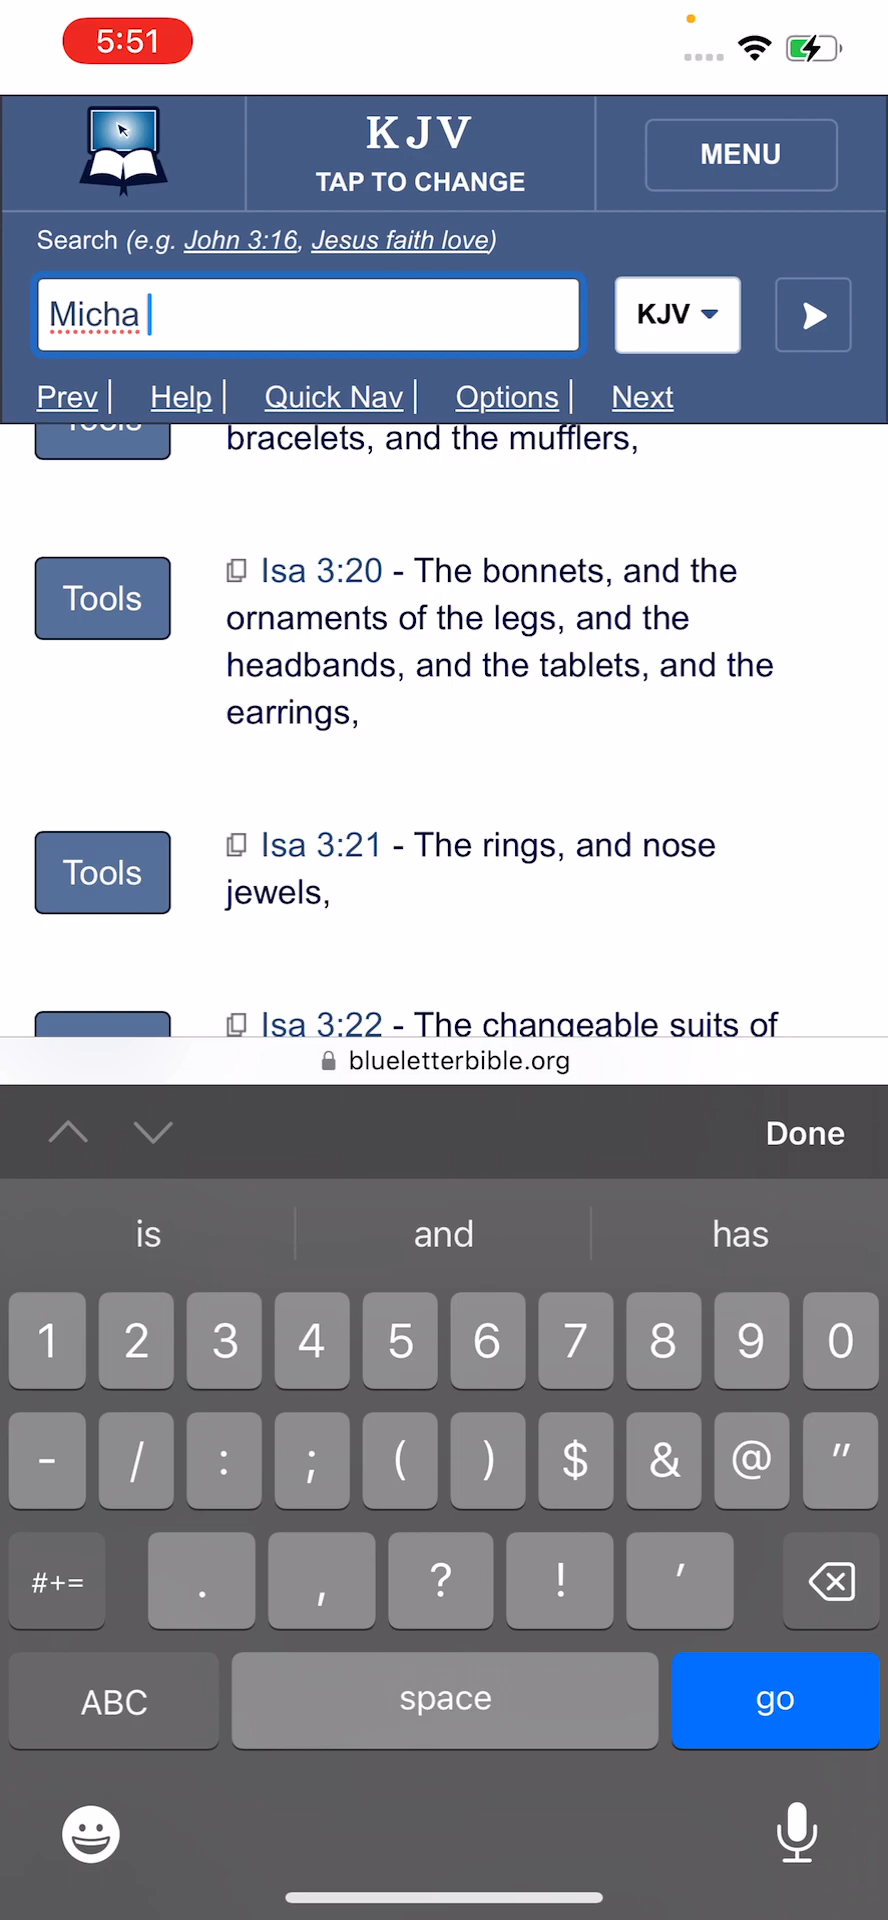 5:51
KJV
TAP TO CHANGE
MENU
Search (e.g. John 3:16, Jesus faith love)
Micha
KJV
Prev | Help | Quick Nav | Options | Next
Tools
bracelets, and the mufflers,
Tools
Isa 3:20 - The bonnets, and the
ornaments of the legs, and the
headbands, and the tablets, and the
earrings,
Tools
Isa 3:21 - The rings, and nose
jewels,
Isa 3:22 - The changeable suits of
blueletterbible.org
Done
is and has
1 2 3 4 5 6 7 8 9 0
- / : ; ( ) $ & @ "
#+= . , ? ! '
ABC space go